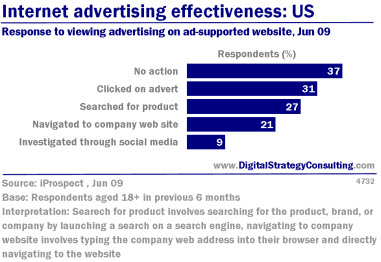 Internet advertising effectiveness: US
Response to viewing advertising on ad-supported website, Jun 09
Respondents (%)
No action 37
Clicked on advert 31
Searched for product 27
Navigated to company web site 21
Investigated through social media 9
www.DigitalStrategyConsulting.com
Source: iProspect , Jun 09 4732
Base: Respondents aged 18+ in previous 6 months
Interpretation: Seearch for product involves searching for the product, brand, or
company by launching a search on a search engine, navigating to company
website involves typing the company web address into their browser and directly
navigating to the website